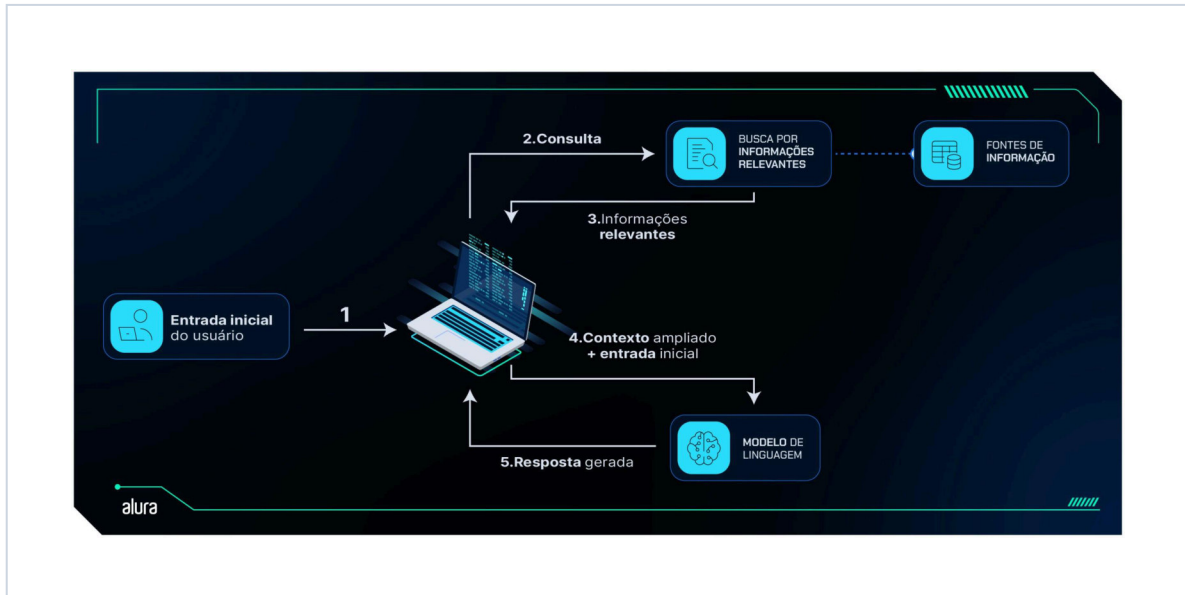 2.Consulta
BUSCA POR
INFORMAÇÕES
RELEVANTES
FONTES DE
INFORMAÇÃO
3.Informações
relevantes
Entrada inicial
do usuário
1
4.Contexto ampliado
+ entrada inicial
MODELO DE
LINGUAGEM
5.Resposta gerada
alura